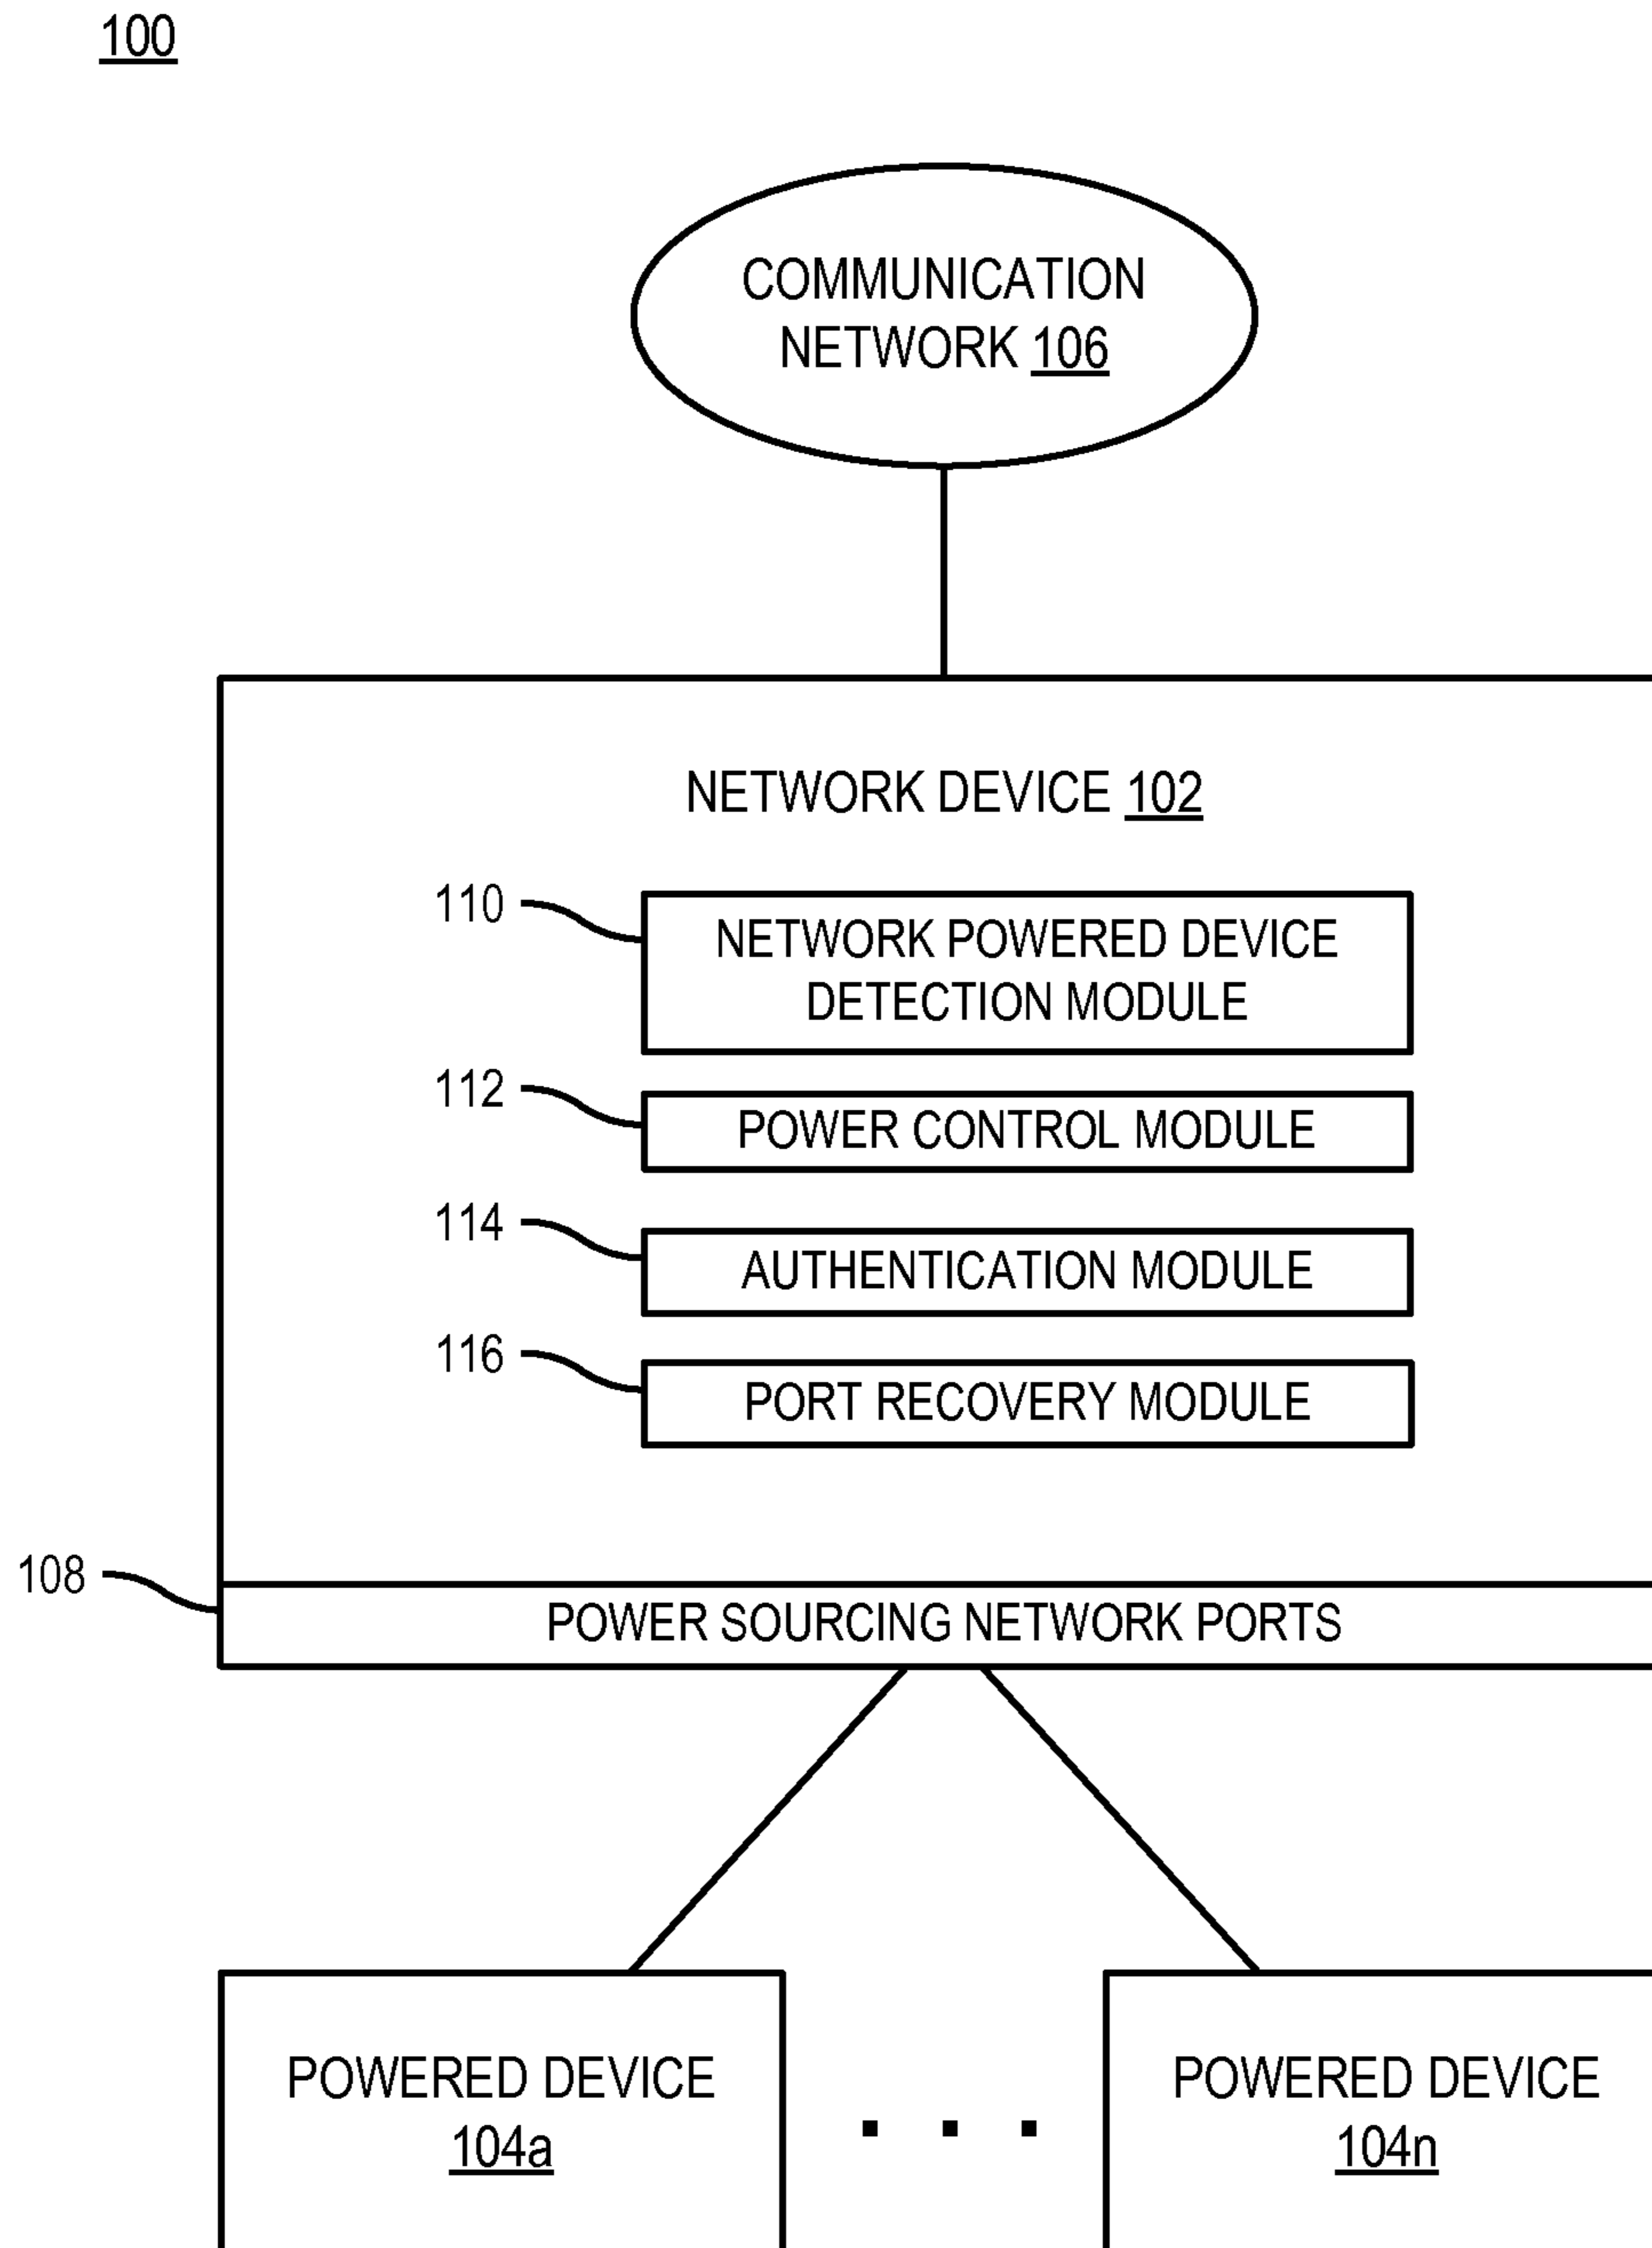 100
COMMUNICATION
NETWORK 106
NETWORK DEVICE 102
110
NETWORK POWERED DEVICE
DETECTION MODULE
112
POWER CONTROL MODULE
114
AUTHENTICATION MODULE
116
PORT RECOVERY MODULE
108
POWER SOURCING NETWORK PORTS
POWERED DEVICE
104a
. . .
POWERED DEVICE
104n